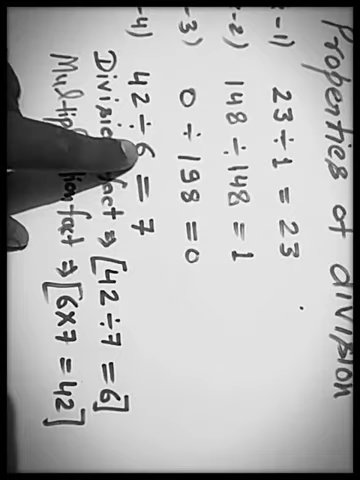 Properties of division
x-1) 23 ÷ 1 = 23
x-2) 148 ÷ 148 = 1
x-3) 0 ÷ 198 = 0
-4) 42 ÷ 6 = 7
fact ⇒ [42 ÷ 7 = 6]
fact ⇒ [6 × 7 = 42]